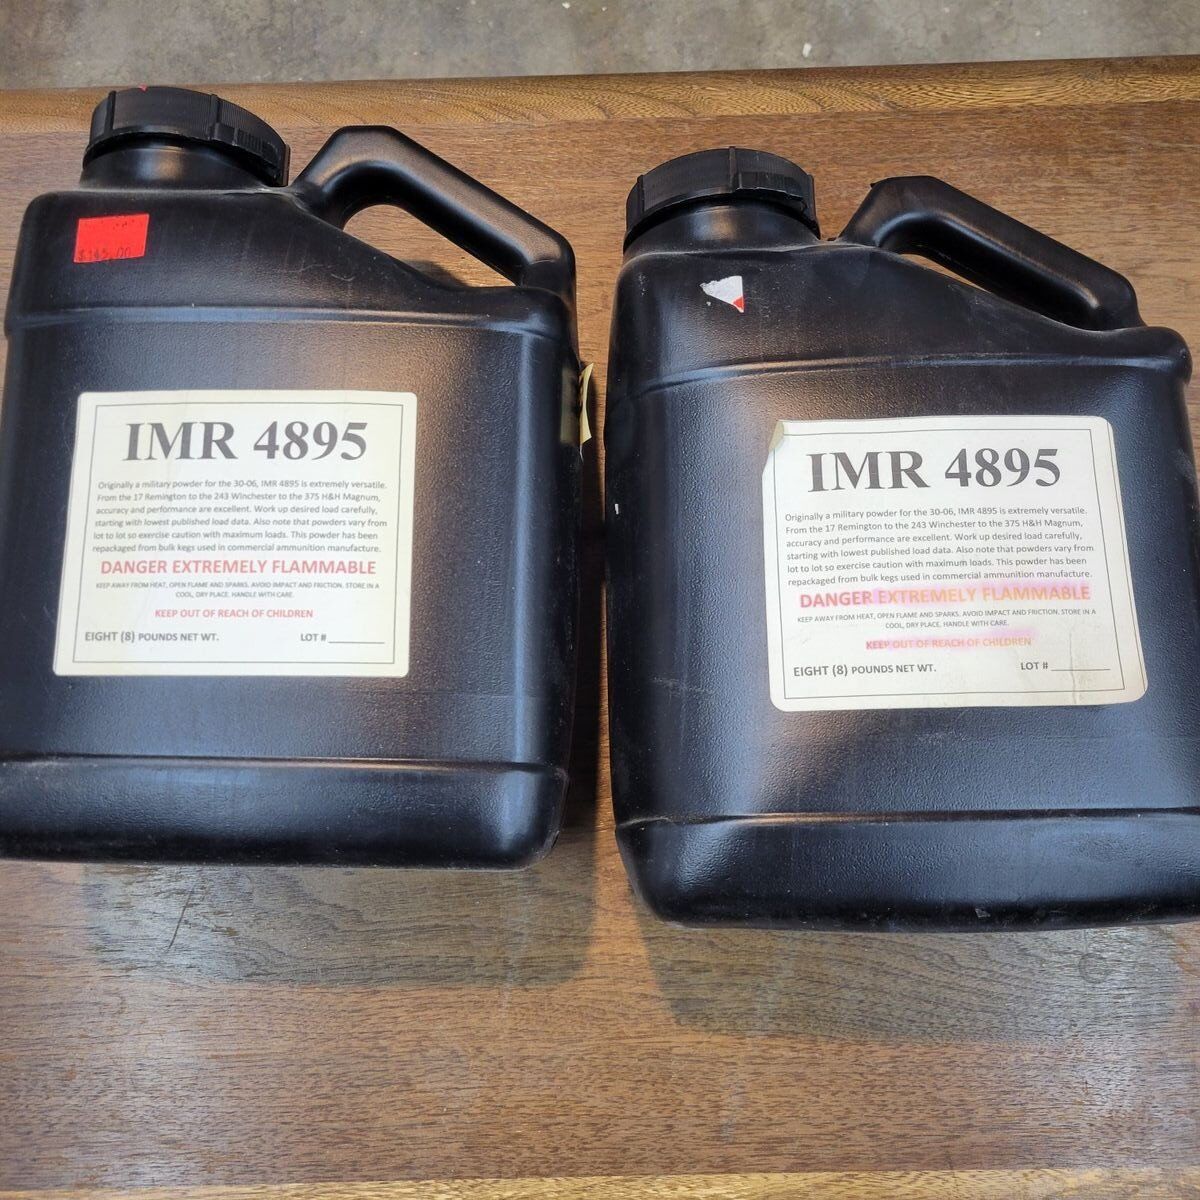 IMR 4895
Originally a military powder for the 30-06, IMR 4895 is extremely versatile.
From the 17 Remington to the 243 Winchester to the 375 H&H Magnum,
accuracy and performance are excellent. Work up desired load carefully,
starting with lowest published load data. Also note that powders vary from
lot to lot so exercise caution with maximum loads. This powder has been
repackaged from bulk kegs used in commercial ammunition manufacture.
DANGER EXTREMELY FLAMMABLE
KEEP AWAY FROM HEAT, OPEN FLAME AND SPARKS. AVOID IMPACT AND FRICTION. STORE IN A
COOL, DRY PLACE. HANDLE WITH CARE.
KEEP OUT OF REACH OF CHILDREN
EIGHT (8) POUNDS NET WT. LOT # ________
IMR 4895
Originally a military powder for the 30-06, IMR 4895 is extremely versatile.
From the 17 Remington to the 243 Winchester to the 375 H&H Magnum,
accuracy and performance are excellent. Work up desired load carefully,
starting with lowest published load data. Also note that powders vary from
lot to lot so exercise caution with maximum loads. This powder has been
repackaged from bulk kegs used in commercial ammunition manufacture.
DANGER EXTREMELY FLAMMABLE
KEEP AWAY FROM HEAT, OPEN FLAME AND SPARKS. AVOID IMPACT AND FRICTION. STORE IN A
COOL, DRY PLACE. HANDLE WITH CARE.
KEEP OUT OF REACH OF CHILDREN
EIGHT (8) POUNDS NET WT. LOT # ________